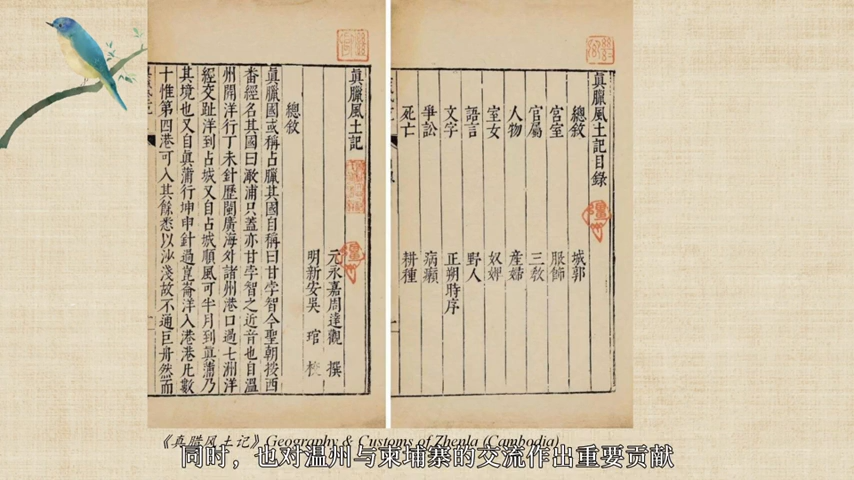 眞臘風土記目錄
總敘 城郭
宮室 服飾
官屬 三教
人物 產婦
室女 奴婢
語言 野人
文字 正朔時序
爭訟 病癩
死亡 耕種
眞臘風土記
元永嘉周達觀 撰
明新安吳 琯 校
總敘
眞臘國或稱占臘其國自稱曰甘孛智今聖朝按西
番經名其國曰澉浦只蓋亦甘孛智之近音也自溫
州開洋行丁未針歷閩廣海外諸州港口過七洲洋
經交趾洋到占城又自占城順風可半月到眞蒲乃
其境也又自眞蒲行坤申針過崑崙洋入港港凡數
十惟第四港可入其餘悉以沙淺故不通巨舟然而
《真腊风土记》Geography & Customs of Zhenla (Cambodia)
同时，也对温州与柬埔寨的交流作出重要贡献